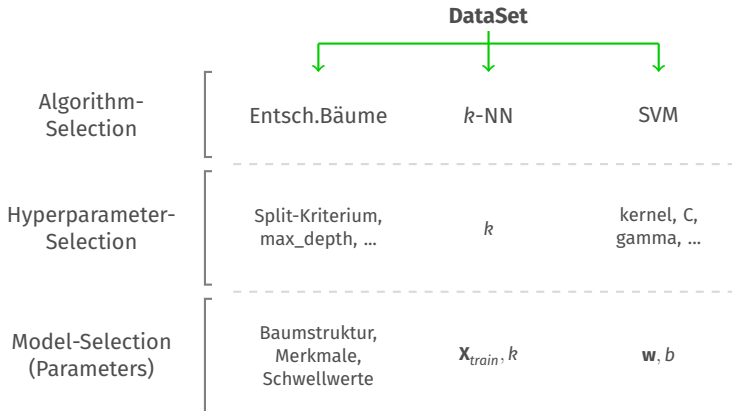 DataSet
Algorithm-
Selection
Entsch.Bäume
k-NN
SVM
Hyperparameter-
Selection
Split-Kriterium,
max_depth, ...
k
kernel, C,
gamma, ...
Model-Selection
(Parameters)
Baumstruktur,
Merkmale,
Schwellwerte
X_train, k
w, b